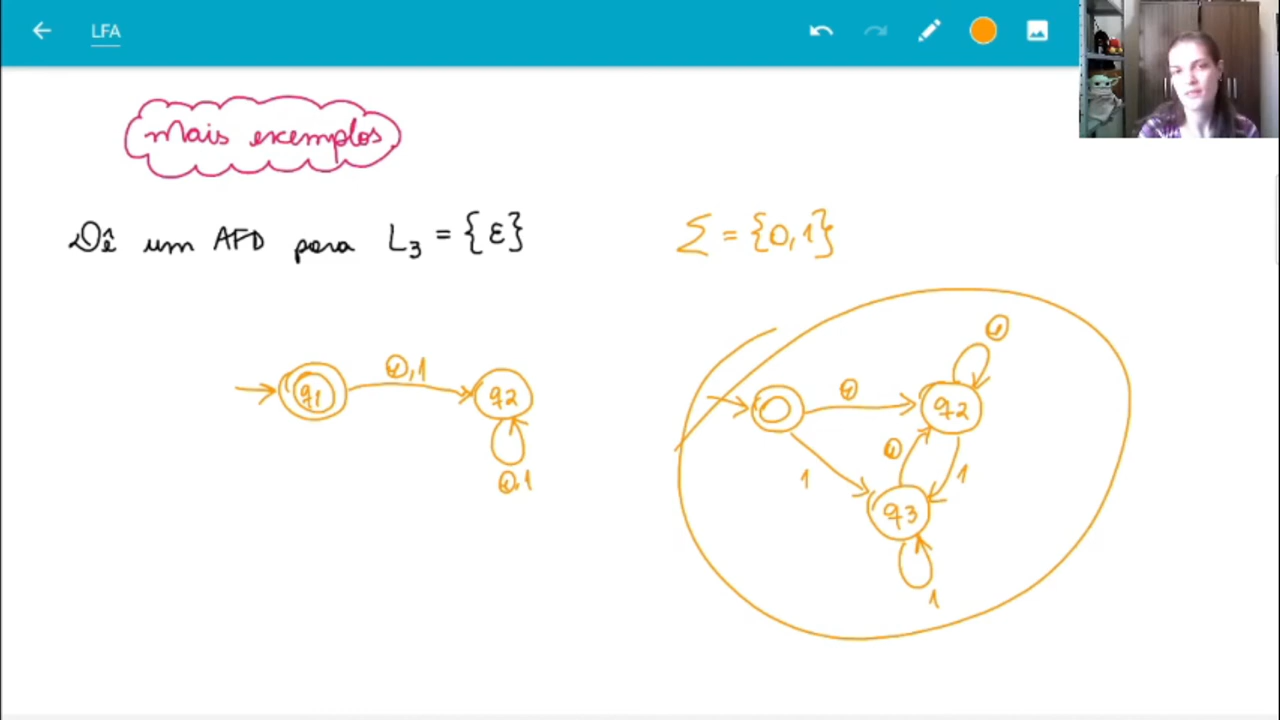 LFA
Mais exemplos
Dê um AFD para L₃ = {ε} Σ = {0,1}
0
0,1
0
q1
q2
q2
0
1
1
0,1
q3
1